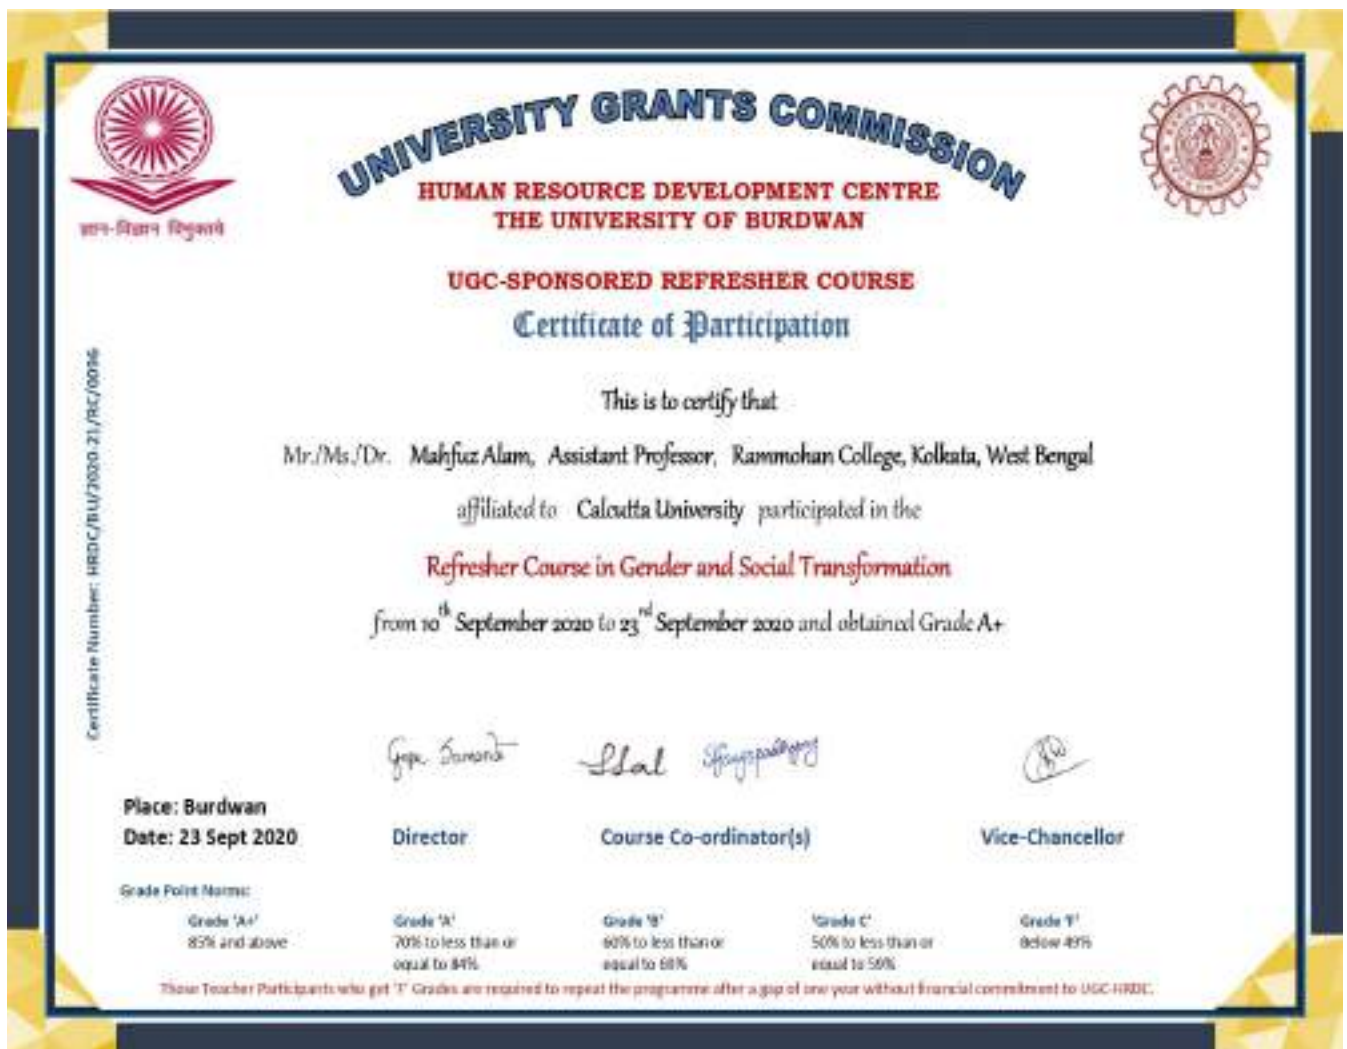 UNIVERSITY GRANTS COMMISSION
HUMAN RESOURCE DEVELOPMENT CENTRE
THE UNIVERSITY OF BURDWAN
ज्ञान-विज्ञान विमुक्तये
UGC-SPONSORED REFRESHER COURSE
Certificate of Participation
Certificate Number: HRDC/BU/2020-21/RC/0096
This is to certify that
Mr./Ms./Dr. Mahfuz Alam, Assistant Professor, Rammohan College, Kolkata, West Bengal
affiliated to Calcutta University participated in the
Refresher Course in Gender and Social Transformation
from 10th September 2020 to 23rd September 2020 and obtained Grade A+
Place: Burdwan
Date: 23 Sept 2020
Director
Course Co-ordinator(s)
Vice-Chancellor
Grade Point Norms:
Grade 'A+'
85% and above
Grade 'A'
70% to less than or
equal to 84%
Grade 'B'
60% to less than or
equal to 69%
'Grade C'
50% to less than or
equal to 59%
Grade 'F'
Below 49%
Those Teacher Participants who get 'F' Grades are required to repeat the programme after a gap of one year without financial commitment to UGC-HRDC.